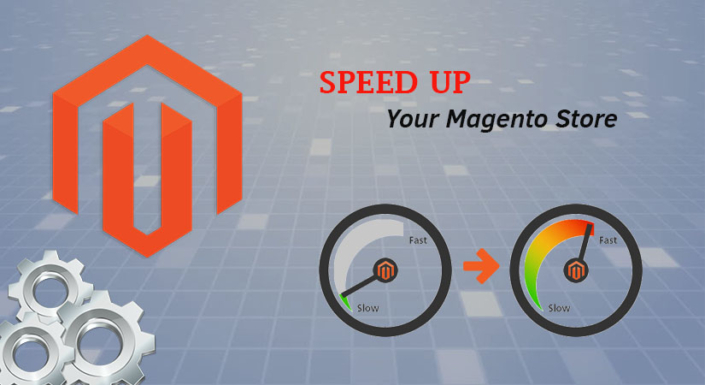 SPEED UP
Your Magento Store
Fast
Slow
Fast
Slow